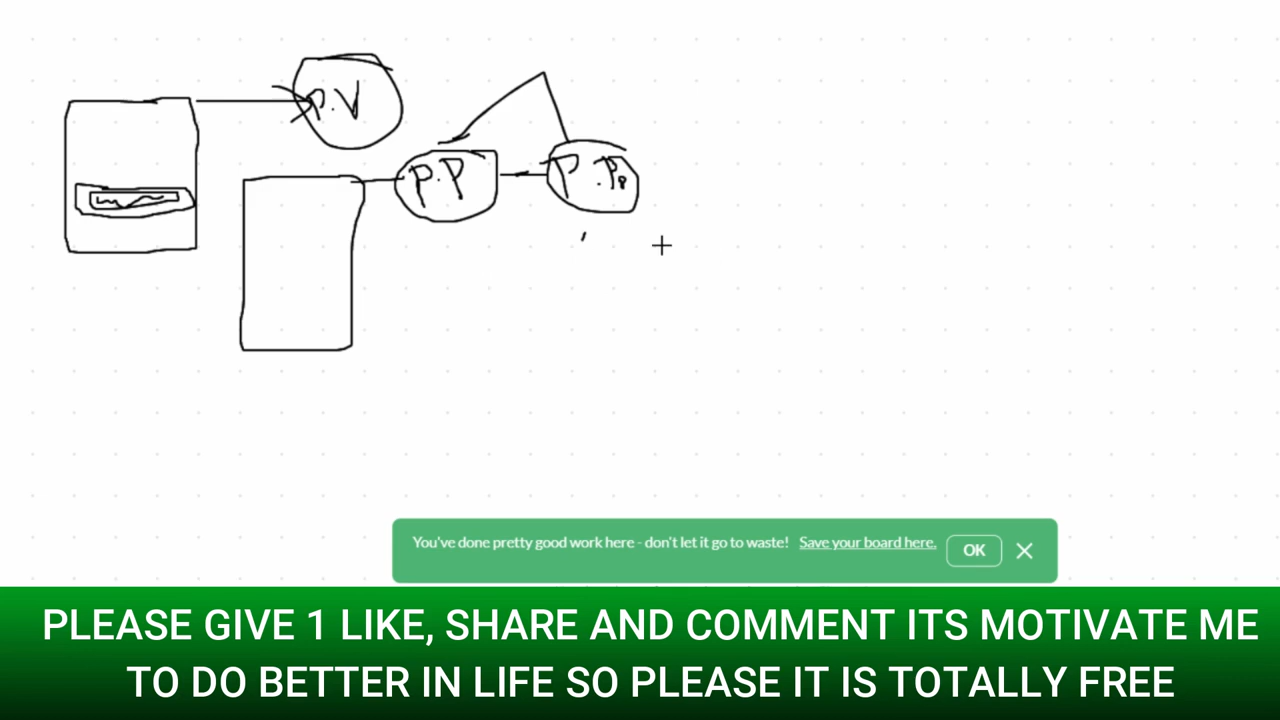 P.V
P.P
P.Pp
You've done pretty good work here - don't let it go to waste! Save your board here. OK
PLEASE GIVE 1 LIKE, SHARE AND COMMENT ITS MOTIVATE ME
TO DO BETTER IN LIFE SO PLEASE IT IS TOTALLY FREE